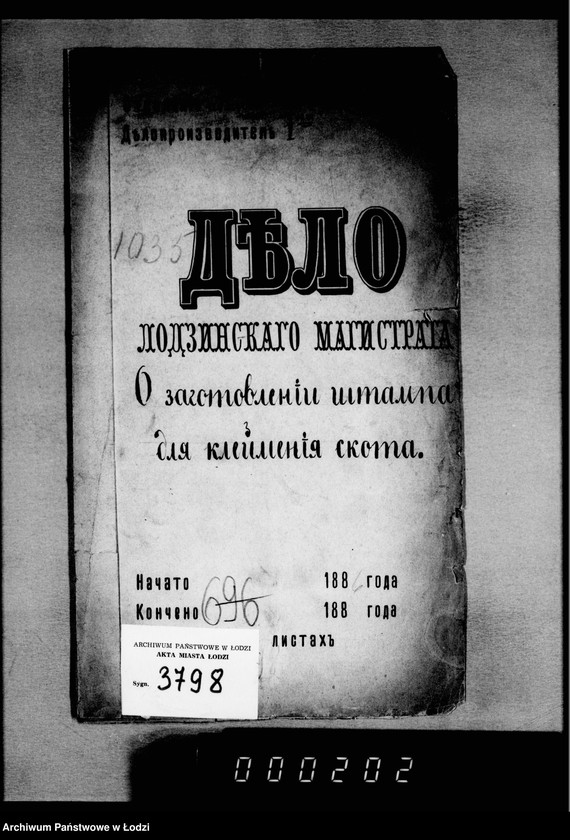 Дѣлопроизводитель 1
1035
ДѢЛО
ЛОДЗИНСКАГО МАГИСТРАТА
О заготовленіи штампа
для клейменія скота.
Начато 188 года
Кончено 188 года
696
листахъ
ARCHIWUM PAŃSTWOWE W ŁODZI
AKTA MIASTA ŁODZI
Sygn. 3798
000202
Archiwum Państwowe w Łodzi